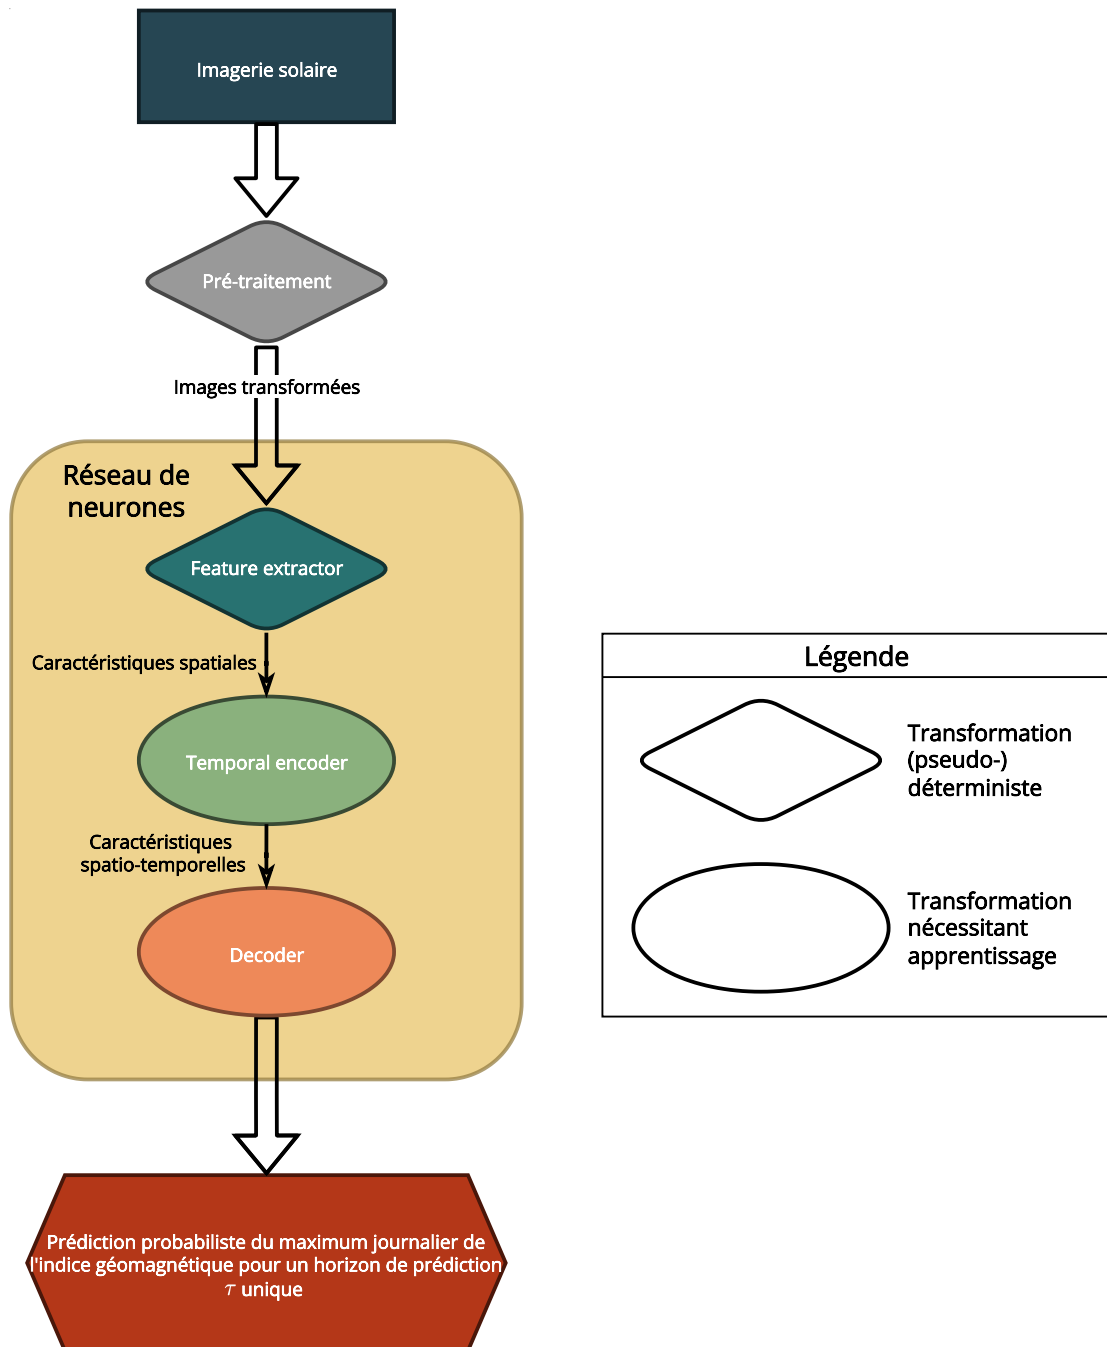 Imagerie solaire
Pré-traitement
Images transformées
Réseau de
neurones
Feature extractor
Caractéristiques spatiales
Temporal encoder
Caractéristiques
spatio-temporelles
Decoder
Prédiction probabiliste du maximum journalier de
l'indice géomagnétique pour un horizon de prédiction
τ unique
Légende
Transformation
(pseudo-)
déterministe
Transformation
nécessitant
apprentissage